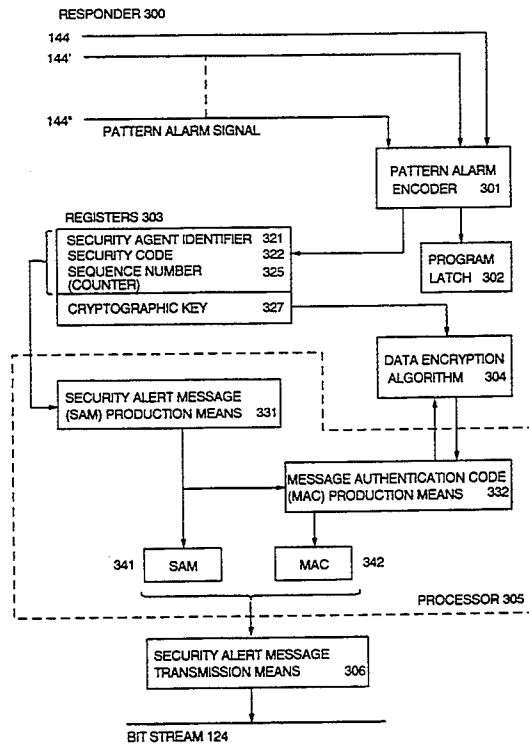 RESPONDER 300
144
144'
144"
PATTERN ALARM SIGNAL
PATTERN ALARM
ENCODER 301
REGISTERS 303
SECURITY AGENT IDENTIFIER 321
SECURITY CODE 322
SEQUENCE NUMBER 325
(COUNTER)
CRYPTOGRAPHIC KEY 327
PROGRAM
LATCH 302
DATA ENCRYPTION
ALGORITHM 304
SECURITY ALERT MESSAGE
(SAM) PRODUCTION MEANS 331
MESSAGE AUTHENTICATION CODE
(MAC) PRODUCTION MEANS 332
341 SAM MAC 342
PROCESSOR 305
SECURITY ALERT MESSAGE
TRANSMISSION MEANS 306
BIT STREAM 124